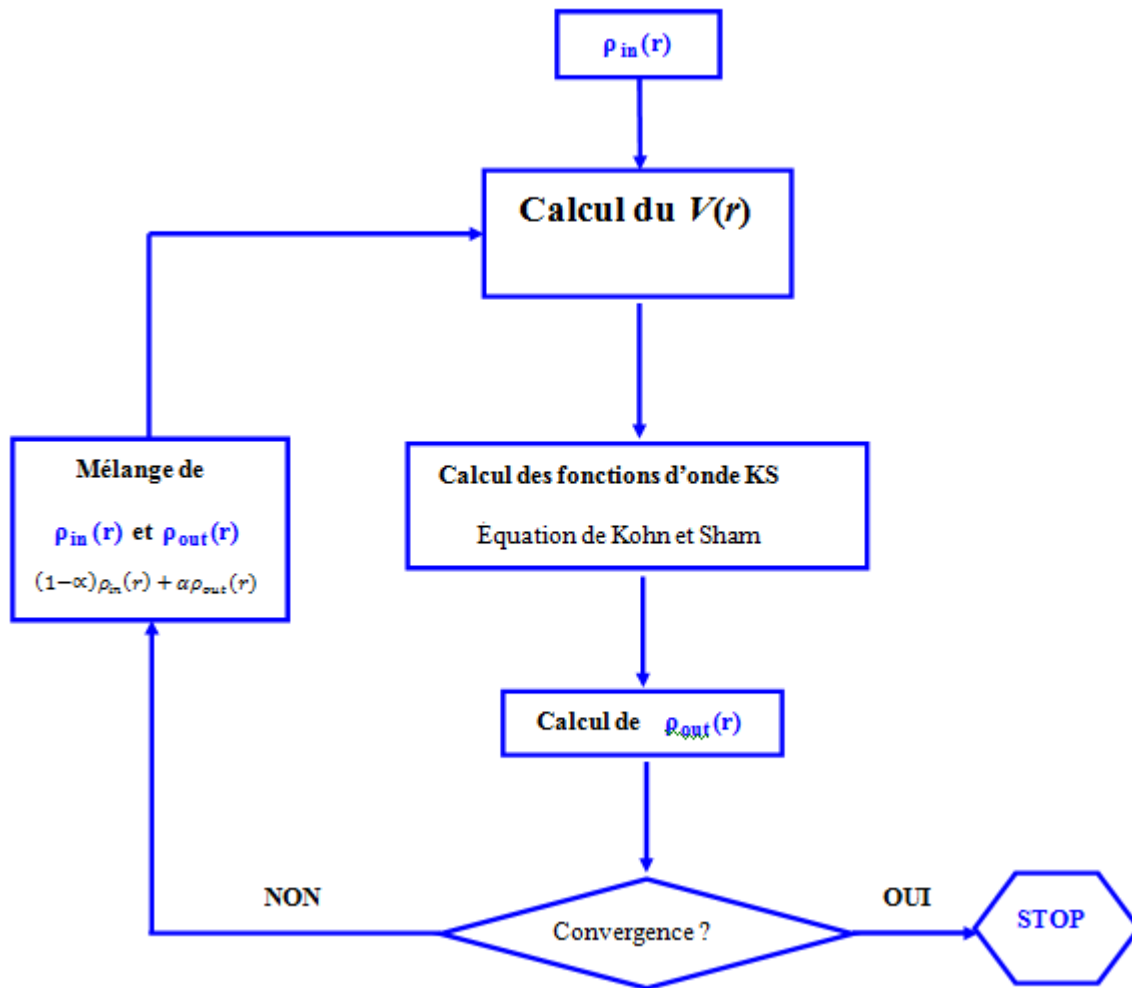 ρ in (r)
Calcul du V(r)
Mélange de
ρin (r) et ρout(r)
(1−∝)ρin(r) + αρout(r)
Calcul des fonctions d’onde KS
Équation de Kohn et Sham
Calcul de ρout(r)
NON
OUI
Convergence ?
STOP